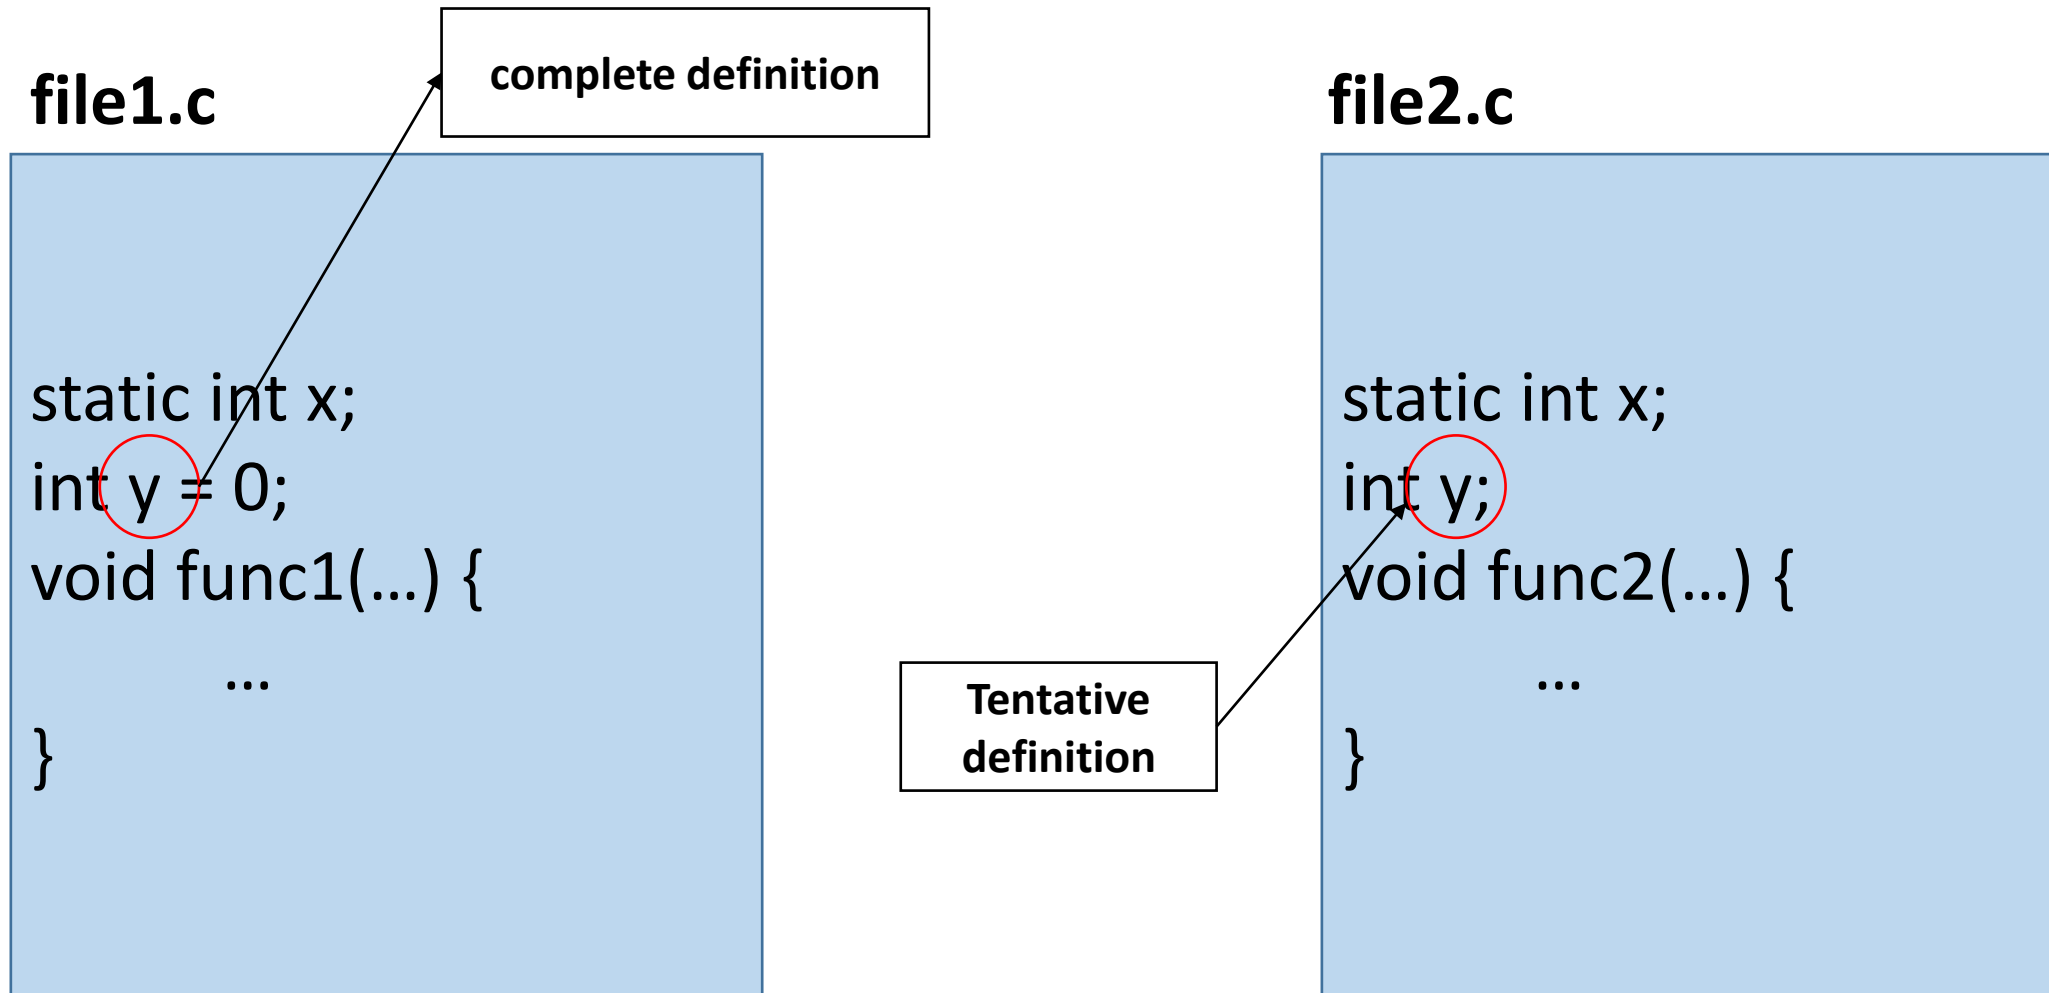 complete definition
file1.c
file2.c
static int x;
int y = 0;
void func1(...) {
...
}
static int x;
int y;
void func2(...) {
...
}
Tentative
definition